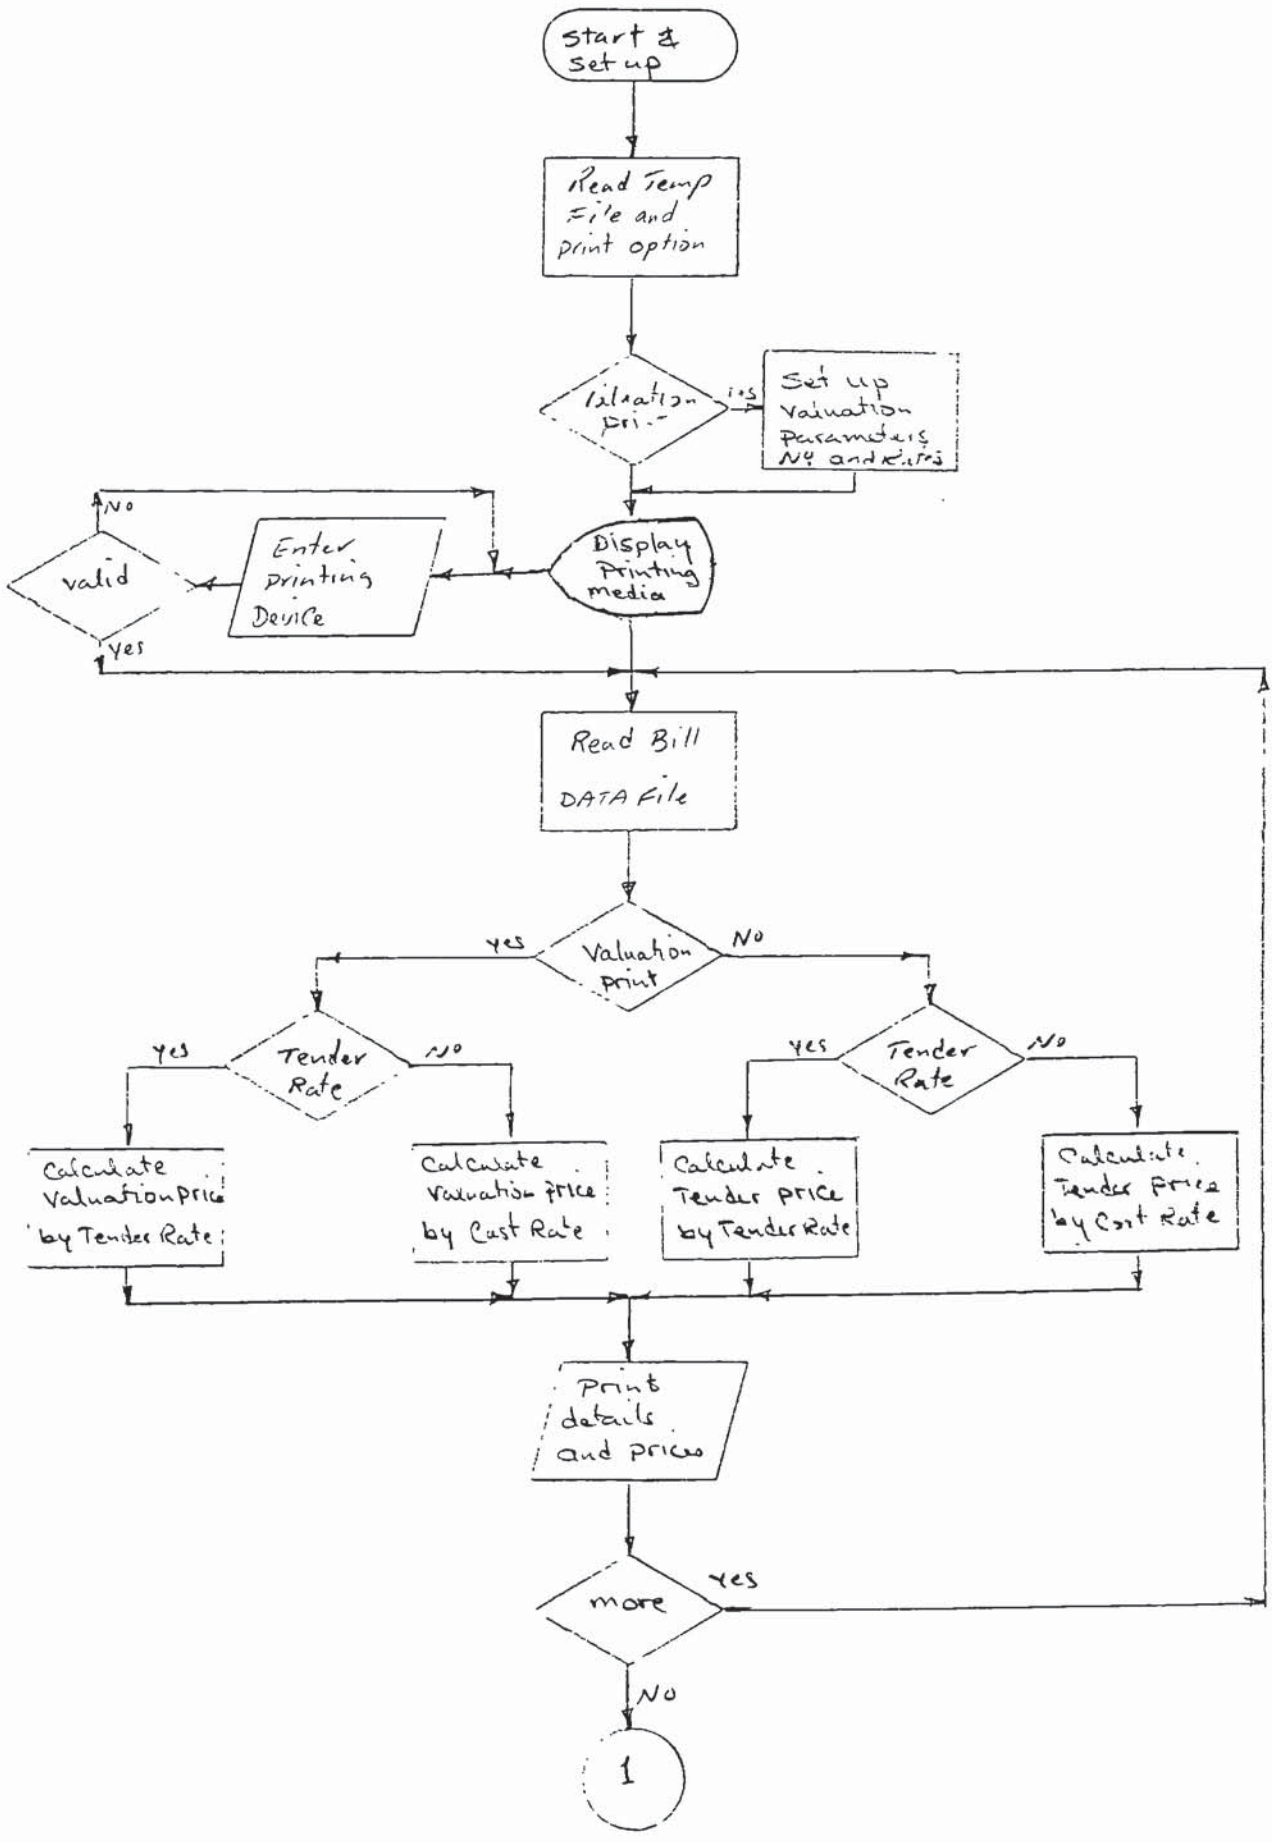 Start &
Set up
Read Temp
File and
print option
Yes
Set up
Valuation
Parameters
No and Rates
No
Valid
Enter
printing
Device
Display
Printing
media
Yes
Read Bill
DATA File
Yes
Valuation
print
No
Yes
Tender
Rate
No
Yes
Tender
Rate
No
Calculate
Valuation price
by Tender Rate
Calculate
Valuation Price
by Cost Rate
Calculate
Tender price
by Tender Rate
Calculate
Tender price
by Cost Rate
Print
details
and prices
more
Yes
No
1